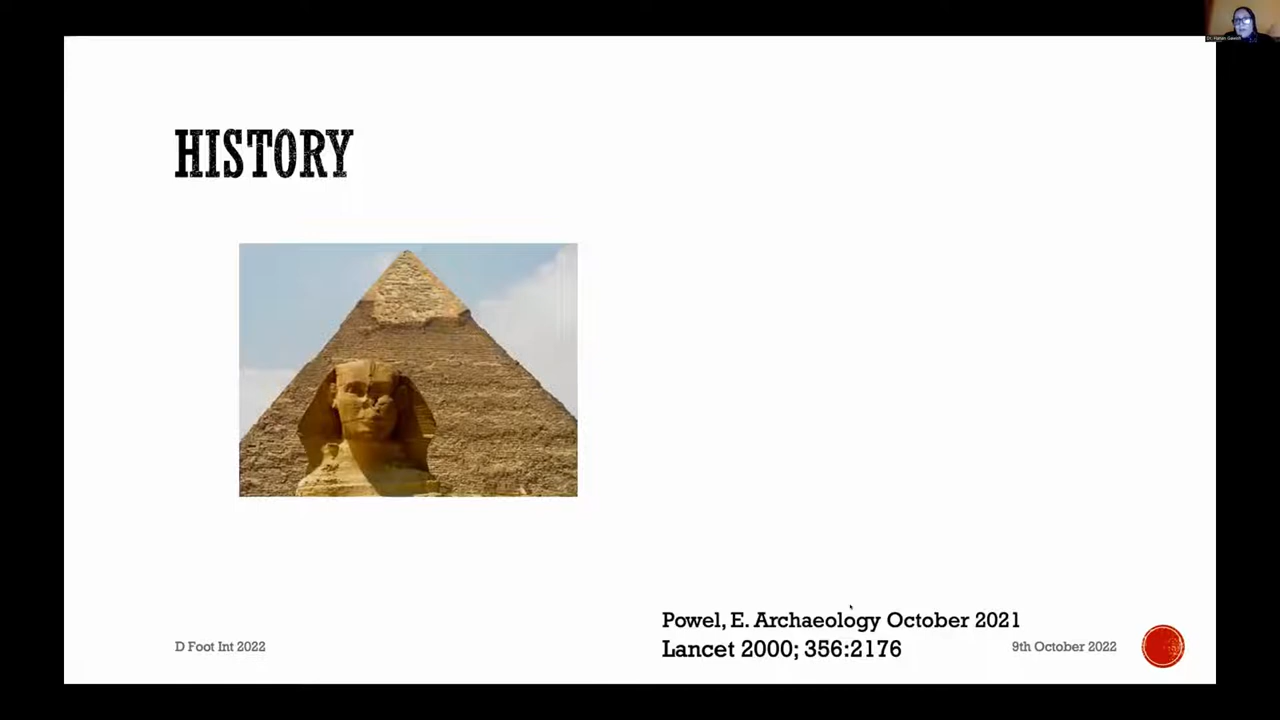 HISTORY
Powel, E. Archaeology October 2021
Lancet 2000; 356:2176
D Foot Int 2022
9th October 2022